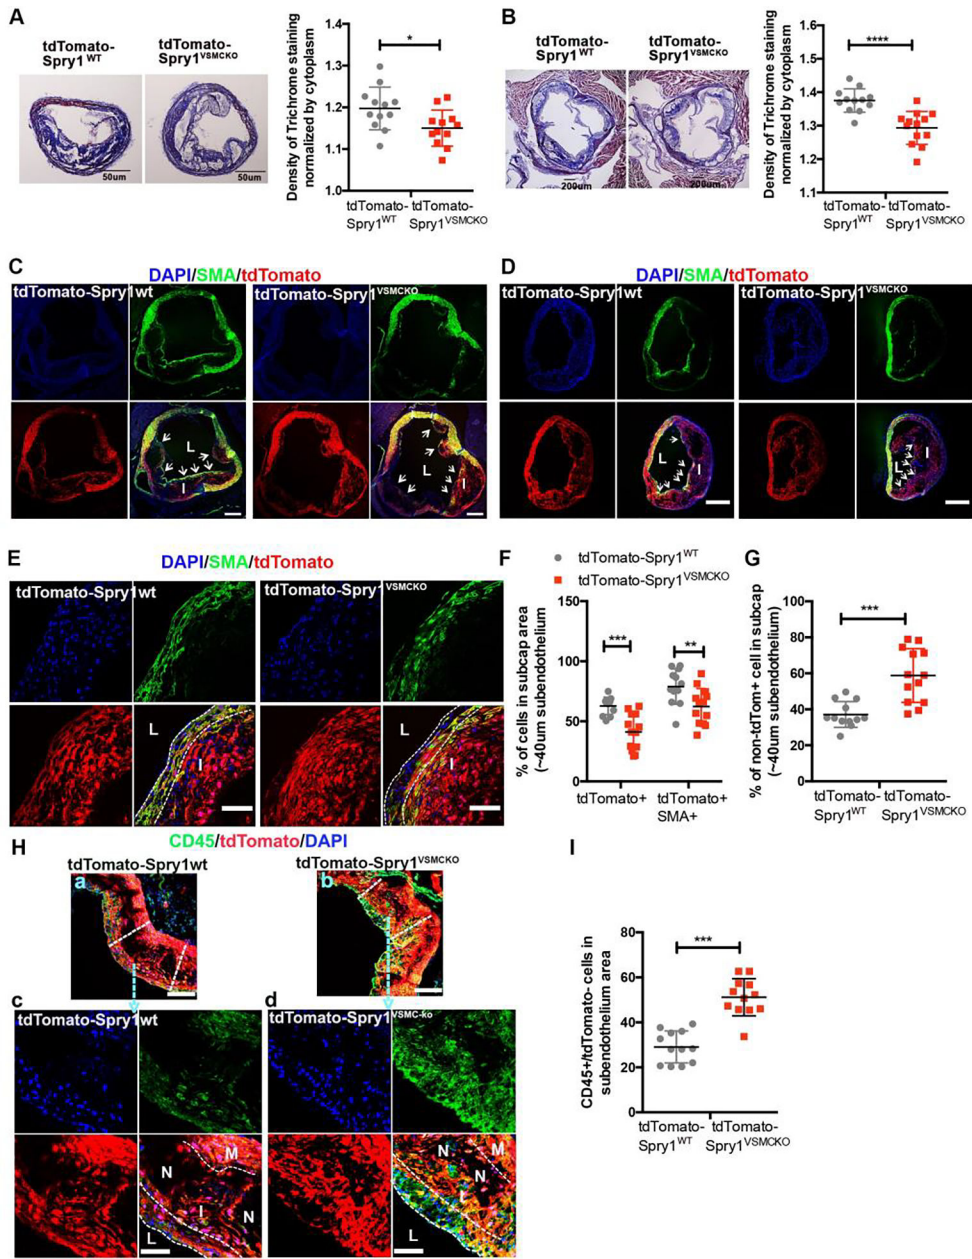 A
tdTomato-
Spry1WT
tdTomato-
Spry1VSMCKO
50um
50um
Density of Trichrome staining
normalized by cytoplasm
1.4
1.3
1.2
1.1
1.0
*
tdTomato-
Spry1WT
tdTomato-
Spry1VSMCKO
B
tdTomato-
Spry1WT
tdTomato-
Spry1VSMCKO
200um
200um
Density of Trichrome staining
normalized by cytoplasm
1.6
1.5
1.4
1.3
1.2
1.1
****
tdTomato-
Spry1WT
tdTomato-
Spry1VSMCKO
C
DAPI/SMA/tdTomato
tdTomato-Spry1wt
tdTomato-Spry1VSMCKO
L
I
L
I
D
DAPI/SMA/tdTomato
tdTomato-Spry1wt
tdTomato-Spry1VSMCKO
L
I
L
I
E
DAPI/SMA/tdTomato
tdTomato-Spry1wt
tdTomato-Spry1VSMCKO
L
I
L
I
F
tdTomato-Spry1WT
tdTomato-Spry1VSMCKO
% of cells in subcap area
(~40um subendothelium
150
100
50
0
***
**
tdTomato+
tdTomato+
SMA+
G
% of non-tdTom+ cell in subcap
(~40um subendothelium)
100
80
60
40
20
0
***
tdTomato-
Spry1WT
tdTomato-
Spry1VSMCKO
H
CD45/tdTomato/DAPI
tdTomato-Spry1wt
tdTomato-Spry1VSMCKO
a
b
c
tdTomato-Spry1wt
d
tdTomato-Spry1VSMC-ko
M
N
I
N
L
M
N
N
I
L
I
CD45+/tdTomato- cells in
subendothelium area
80
60
40
20
0
***
tdTomato-
Spry1WT
tdTomato-
Spry1VSMCKO